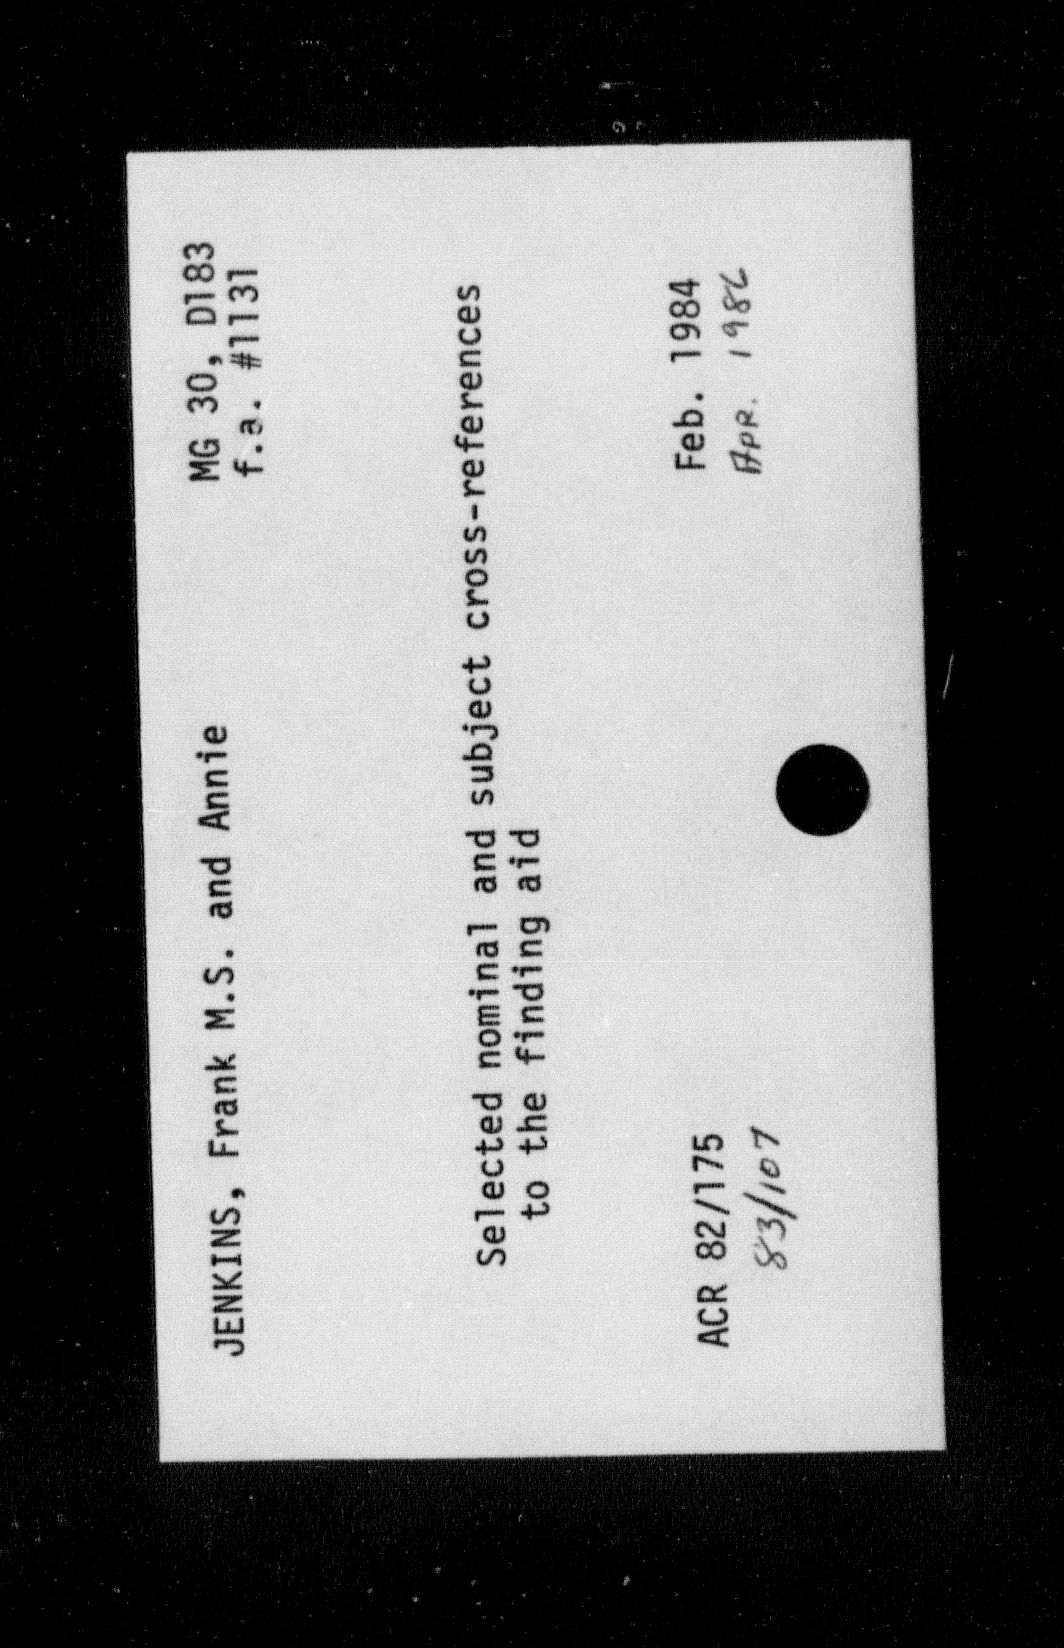 JENKINS, Frank M.S. and Annie MG 30, D183
f.a. #1131
Selected nominal and subject cross-references
to the finding aid
ACR 82/175 Feb. 1984
83/107 APR. 1986